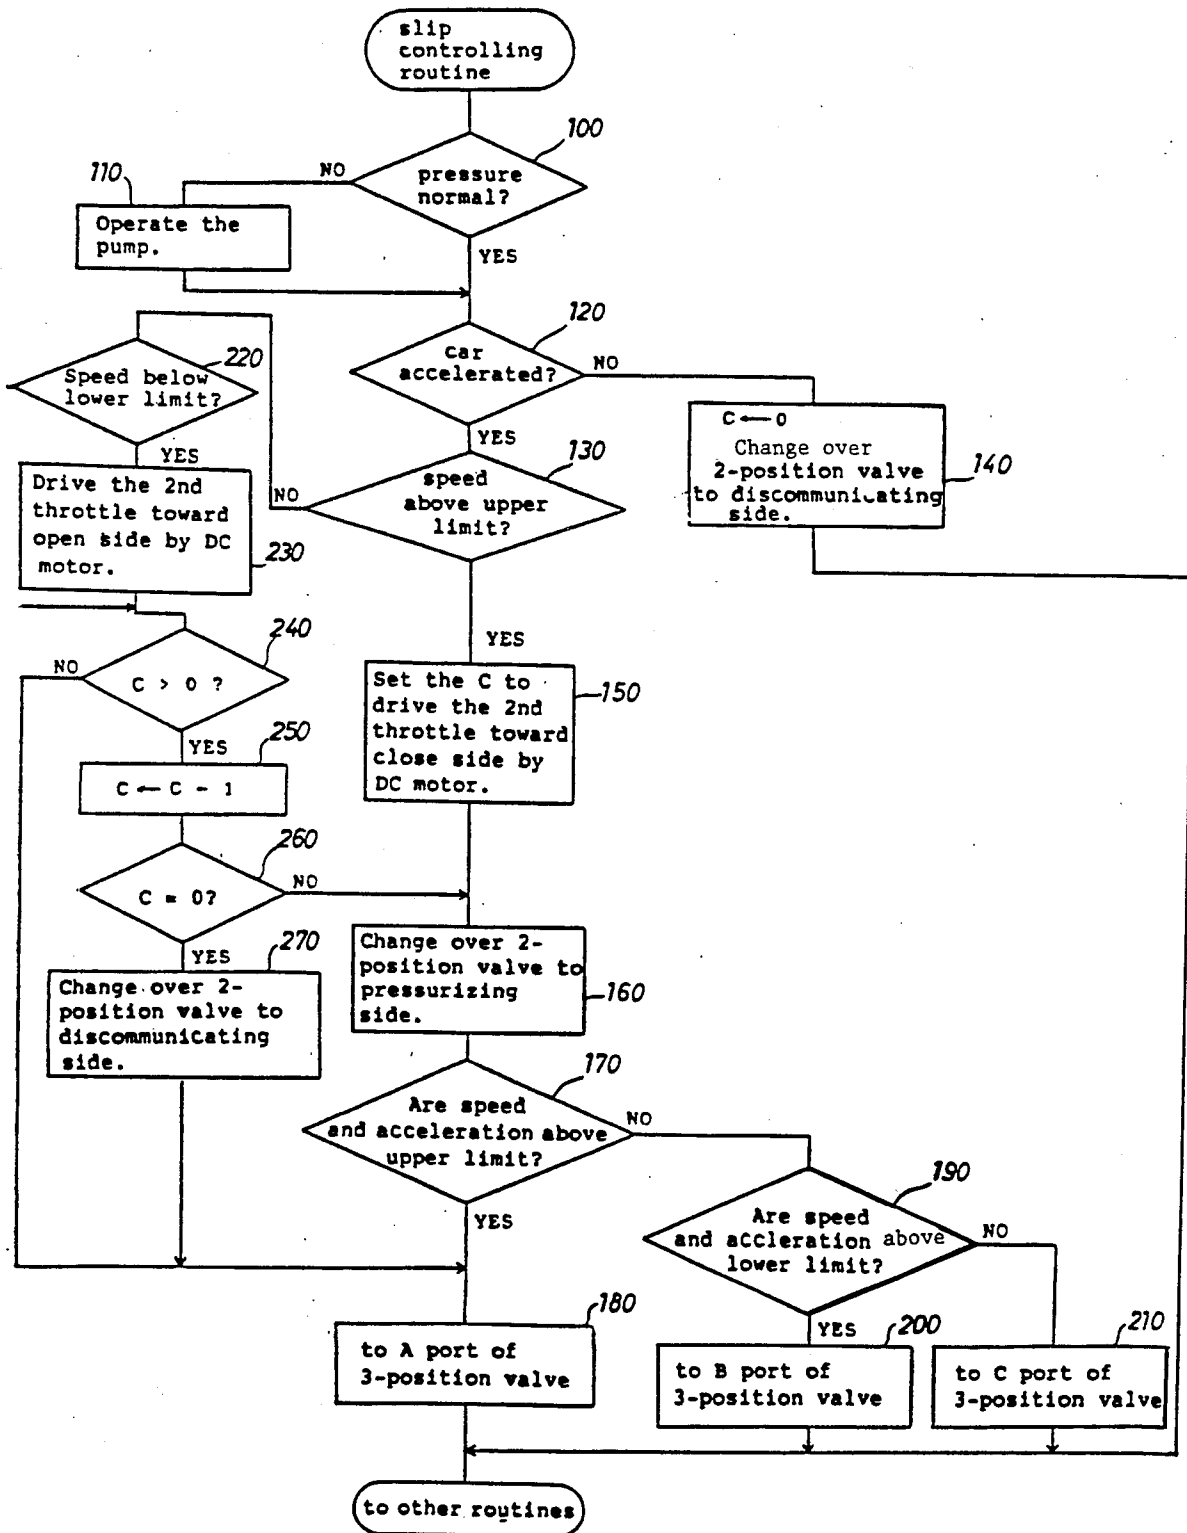 slip
controlling
routine
100
pressure
normal?
NO
YES
110
Operate the
pump.
120
car
accelerated?
NO
YES
220
Speed below
lower limit?
YES
130
speed
above upper
limit?
NO
YES
C ← 0
Change over
2-position valve
to discommunicating
side.
140
Drive the 2nd
throttle toward
open side by DC
motor.
230
240
C > 0 ?
NO
YES
Set the C to
drive the 2nd
throttle toward
close side by
DC motor.
150
250
C ← C - 1
260
C = 0?
NO
YES
270
Change over 2-
position valve to
discommunicating
side.
Change over 2-
position valve to
pressurizing
side.
160
170
Are speed
and acceleration above
upper limit?
NO
YES
190
Are speed
and accleration above
lower limit?
NO
YES
180
to A port of
3-position valve
200
to B port of
3-position valve
210
to C port of
3-position valve
to other routines